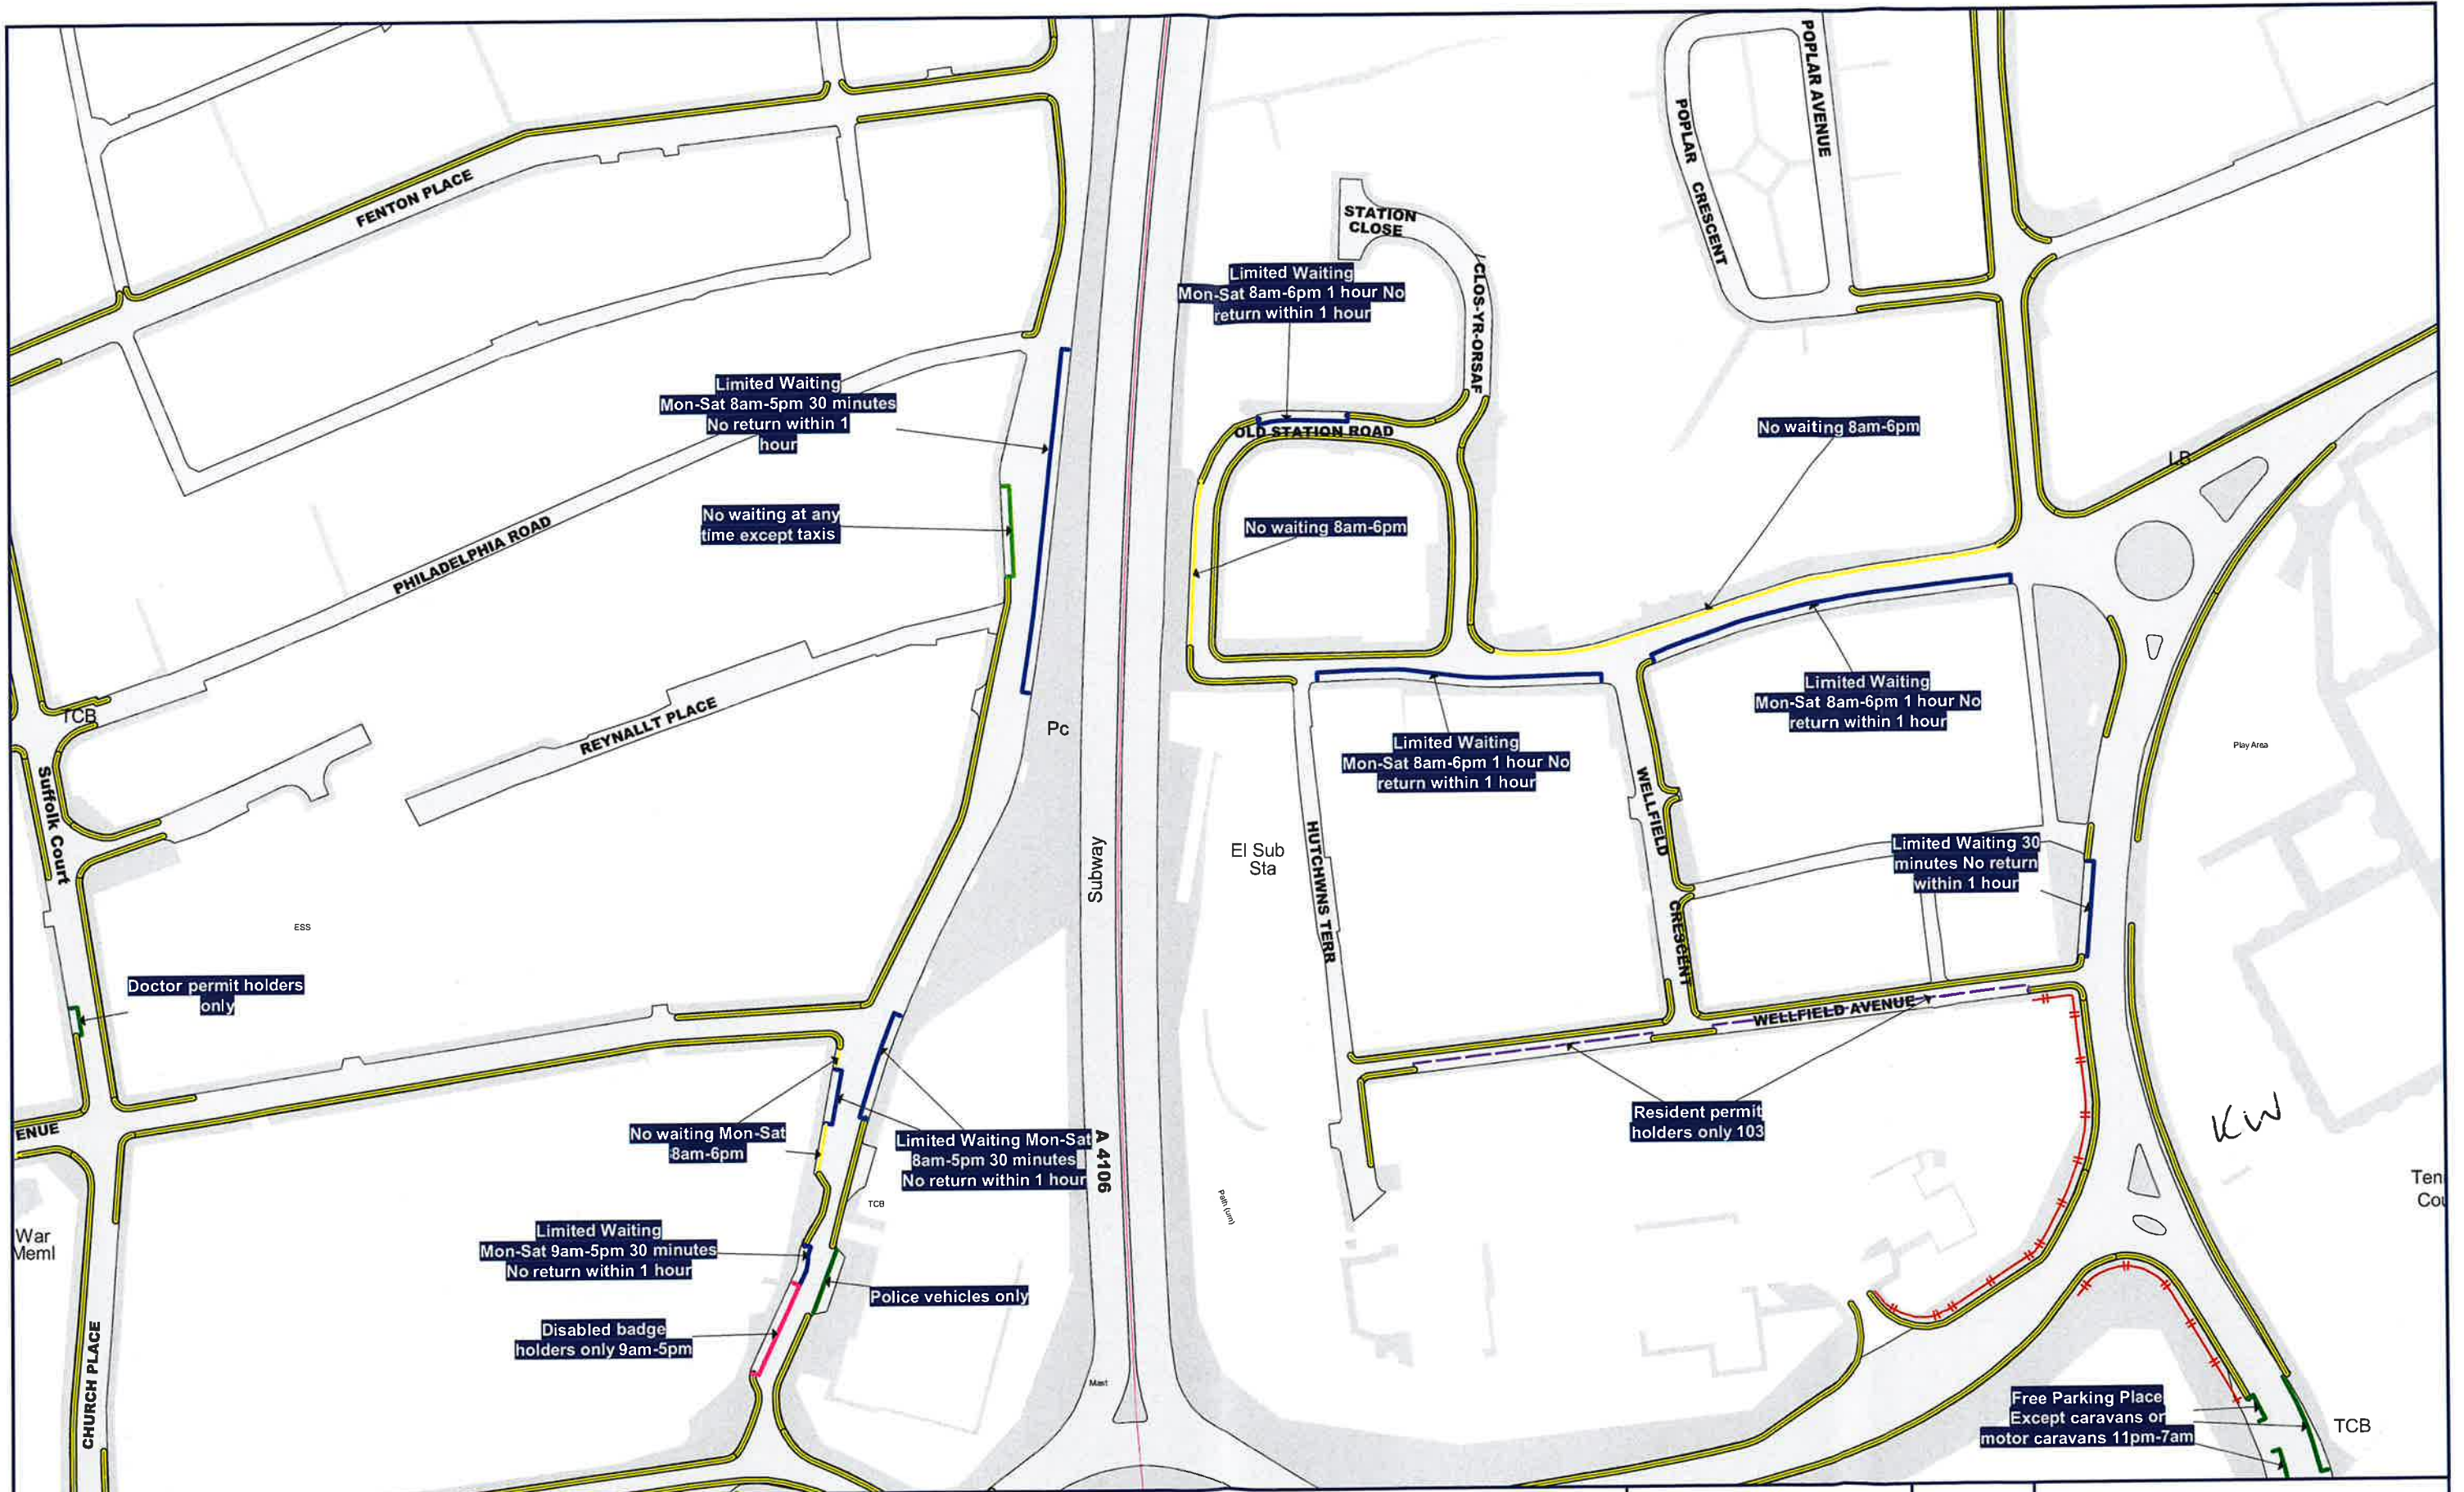 POPLAR AVENUE
POPLAR CRESCENT
FENTON PLACE
STATION
CLOSE
CLOS-YR-ORSAF
Limited Waiting
Mon-Sat 8am-6pm 1 hour No
return within 1 hour
Limited Waiting
Mon-Sat 8am-5pm 30 minutes
No return within 1
hour
OLD STATION ROAD
No waiting 8am-6pm
LB
No waiting at any
time except taxis
No waiting 8am-6pm
PHILADELPHIA ROAD
Limited Waiting
Mon-Sat 8am-6pm 1 hour No
return within 1 hour
TCB
REYNALLT PLACE
Pc
Limited Waiting
Mon-Sat 8am-6pm 1 hour No
return within 1 hour
Play Area
Suffolk Court
Subway
El Sub
Sta
HUTCHWNS TERR
WELLFIELD CRESCENT
Limited Waiting 30
minutes No return
within 1 hour
ESS
Doctor permit holders
only
WELLFIELD AVENUE
ENUE
No waiting Mon-Sat
8am-6pm
Limited Waiting Mon-Sat
8am-5pm 30 minutes
No return within 1 hour
A 4106
Resident permit
holders only 103
KW
TCB
Path (um)
Ten
Cou
War
Meml
Limited Waiting
Mon-Sat 9am-5pm 30 minutes
No return within 1 hour
Police vehicles only
Disabled badge
holders only 9am-5pm
CHURCH PLACE
Mast
Free Parking Place
Except caravans or
motor caravans 11pm-7am
TCB